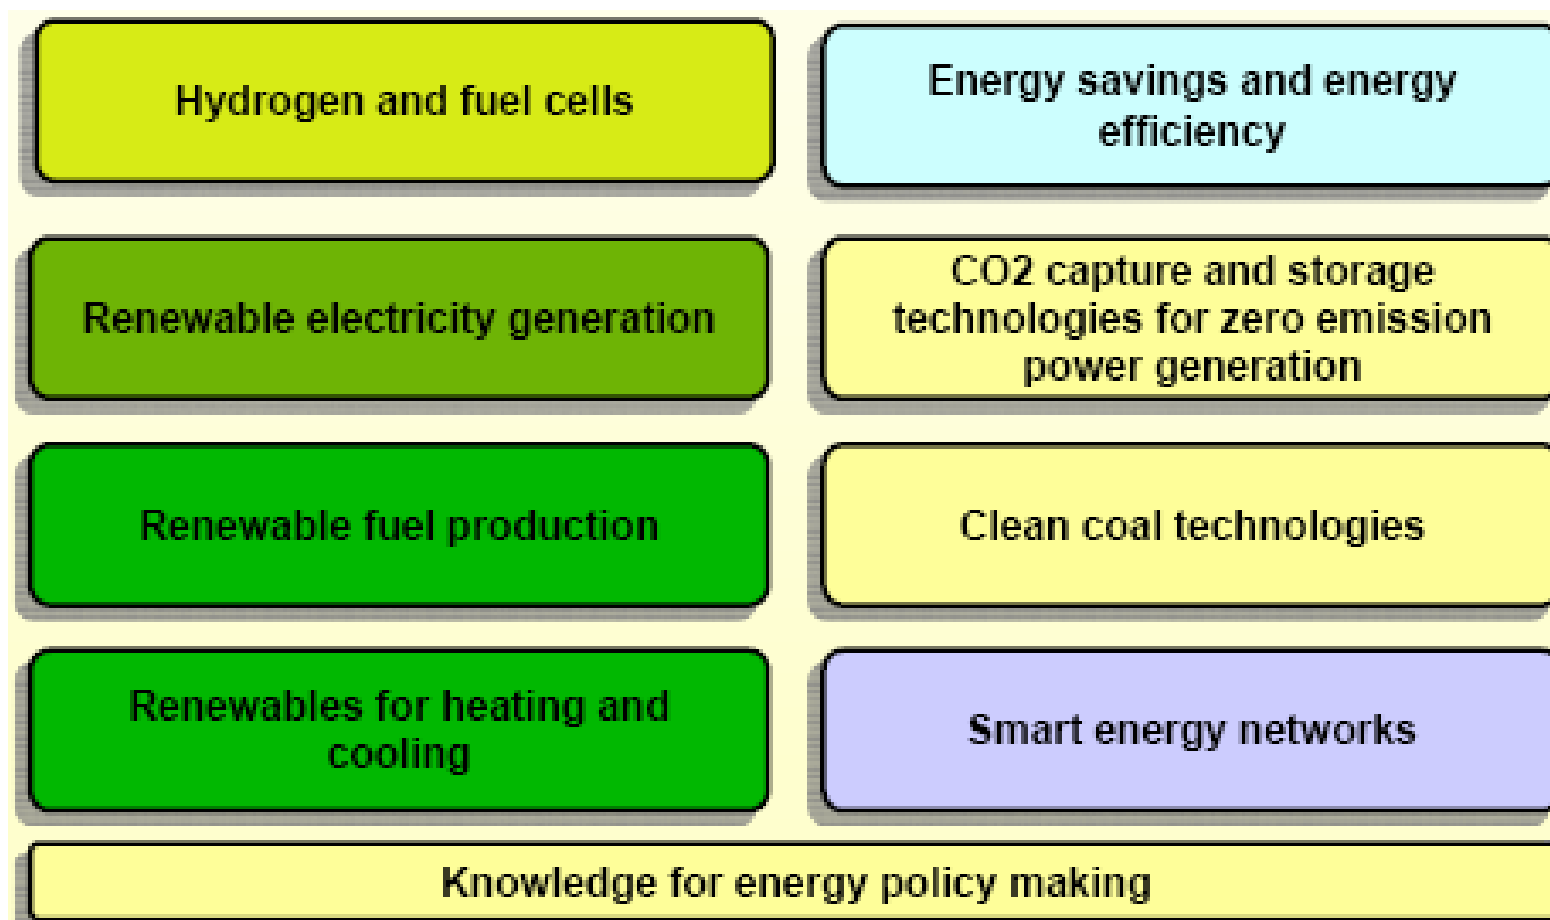 Hydrogen and fuel cells
Energy savings and energy
efficiency
Renewable electricity generation
CO2 capture and storage
technologies for zero emission
power generation
Renewable fuel production
Clean coal technologies
Renewables for heating and
cooling
Smart energy networks
Knowledge for energy policy making